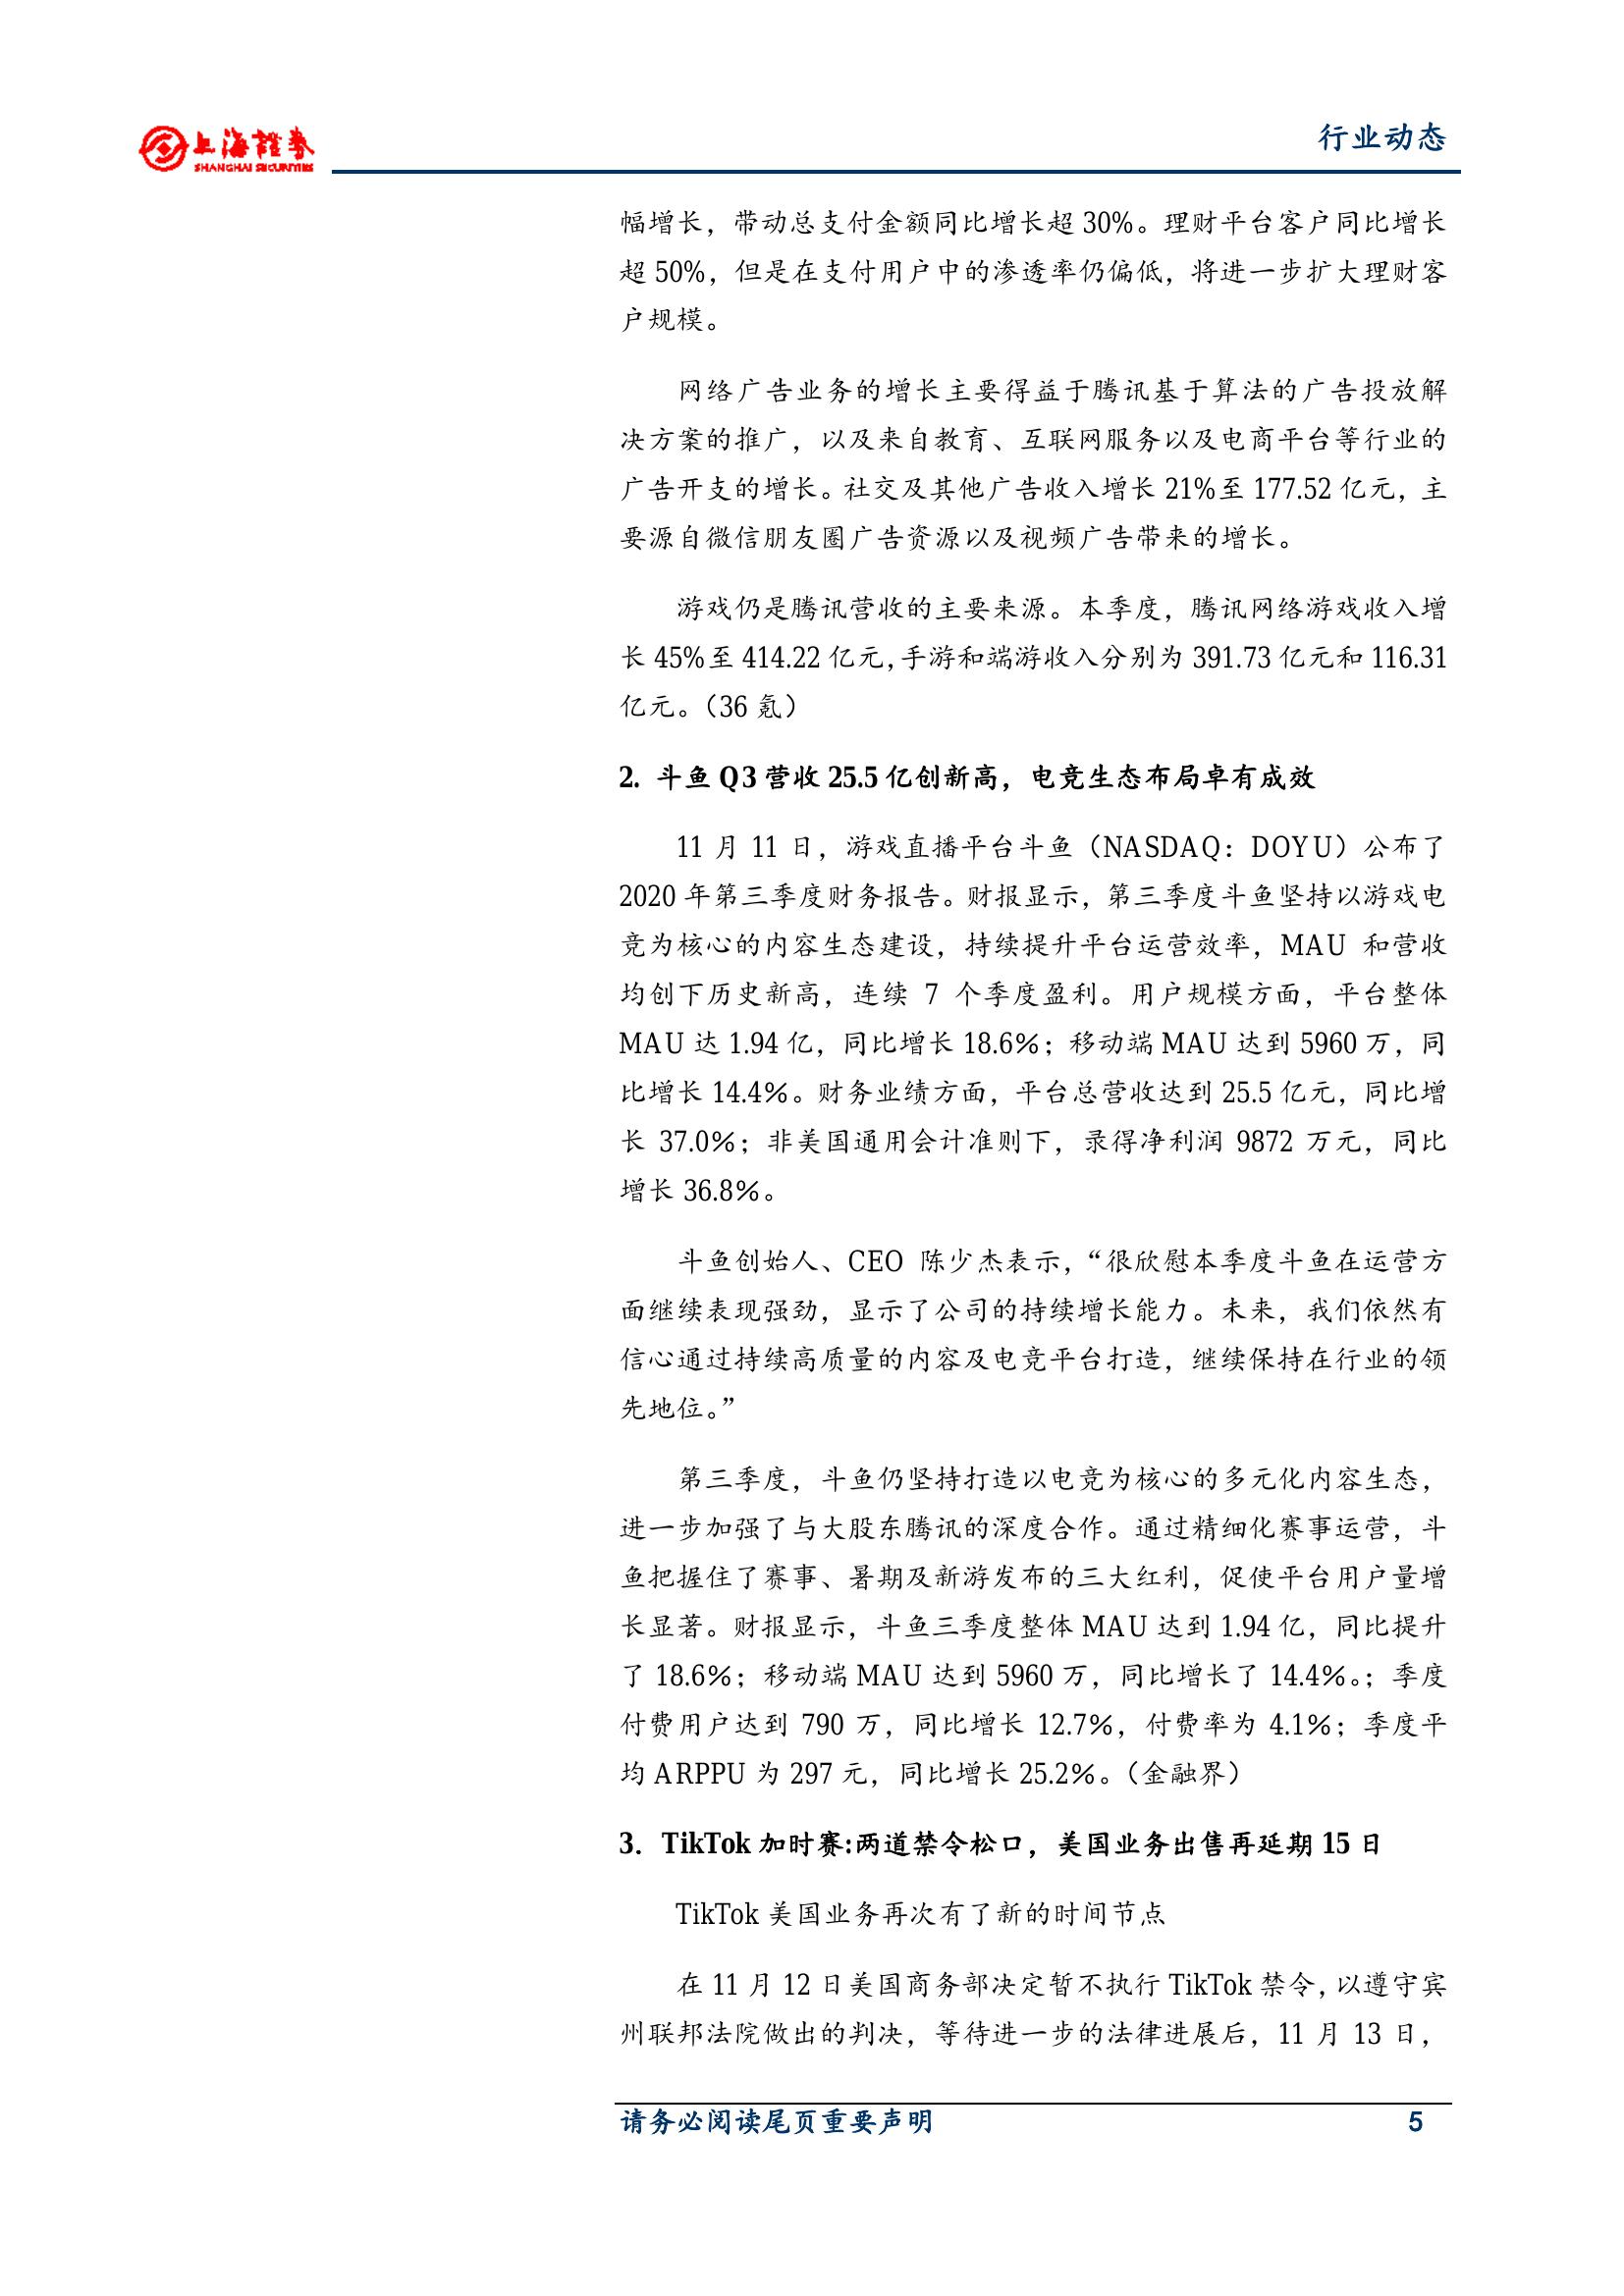 上海證券
SHANGHAI SECURITIES
行业动态
幅增长，带动总支付金额同比增长超 30%。理财平台客户同比增长
超 50%，但是在支付用户中的渗透率仍偏低，将进一步扩大理财客
户规模。
网络广告业务的增长主要得益于腾讯基于算法的广告投放解
决方案的推广，以及来自教育、互联网服务以及电商平台等行业的
广告开支的增长。社交及其他广告收入增长 21%至 177.52 亿元，主
要源自微信朋友圈广告资源以及视频广告带来的增长。
游戏仍是腾讯营收的主要来源。本季度，腾讯网络游戏收入增
长 45%至 414.22 亿元,手游和端游收入分别为 391.73 亿元和 116.31
亿元。（36 氪）
2. 斗鱼 Q3 营收 25.5 亿创新高，电竞生态布局卓有成效
11 月 11 日，游戏直播平台斗鱼（NASDAQ：DOYU）公布了
2020 年第三季度财务报告。财报显示，第三季度斗鱼坚持以游戏电
竞为核心的内容生态建设，持续提升平台运营效率，MAU 和营收
均创下历史新高，连续 7 个季度盈利。用户规模方面，平台整体
MAU 达 1.94 亿，同比增长 18.6%；移动端 MAU 达到 5960 万，同
比增长 14.4%。财务业绩方面，平台总营收达到 25.5 亿元，同比增
长 37.0%；非美国通用会计准则下，录得净利润 9872 万元，同比
增长 36.8%。
斗鱼创始人、CEO 陈少杰表示，“很欣慰本季度斗鱼在运营方
面继续表现强劲，显示了公司的持续增长能力。未来，我们依然有
信心通过持续高质量的内容及电竞平台打造，继续保持在行业的领
先地位。”
第三季度，斗鱼仍坚持打造以电竞为核心的多元化内容生态，
进一步加强了与大股东腾讯的深度合作。通过精细化赛事运营，斗
鱼把握住了赛事、暑期及新游发布的三大红利，促使平台用户量增
长显著。财报显示，斗鱼三季度整体 MAU 达到 1.94 亿，同比提升
了 18.6%；移动端 MAU 达到 5960 万，同比增长了 14.4%。；季度
付费用户达到 790 万，同比增长 12.7%，付费率为 4.1%；季度平
均 ARPPU 为 297 元，同比增长 25.2%。（金融界）
3. TikTok 加时赛:两道禁令松口，美国业务出售再延期 15 日
TikTok 美国业务再次有了新的时间节点
在 11 月 12 日美国商务部决定暂不执行 TikTok 禁令,以遵守宾
州联邦法院做出的判决，等待进一步的法律进展后，11 月 13 日，
请务必阅读尾页重要声明 5